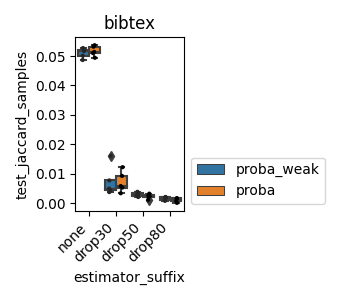 bibtex
test_jaccard_samples
0.05
0.04
0.03
0.02
0.01
0.00
none
drop30
drop50
drop80
estimator_suffix
proba_weak
proba